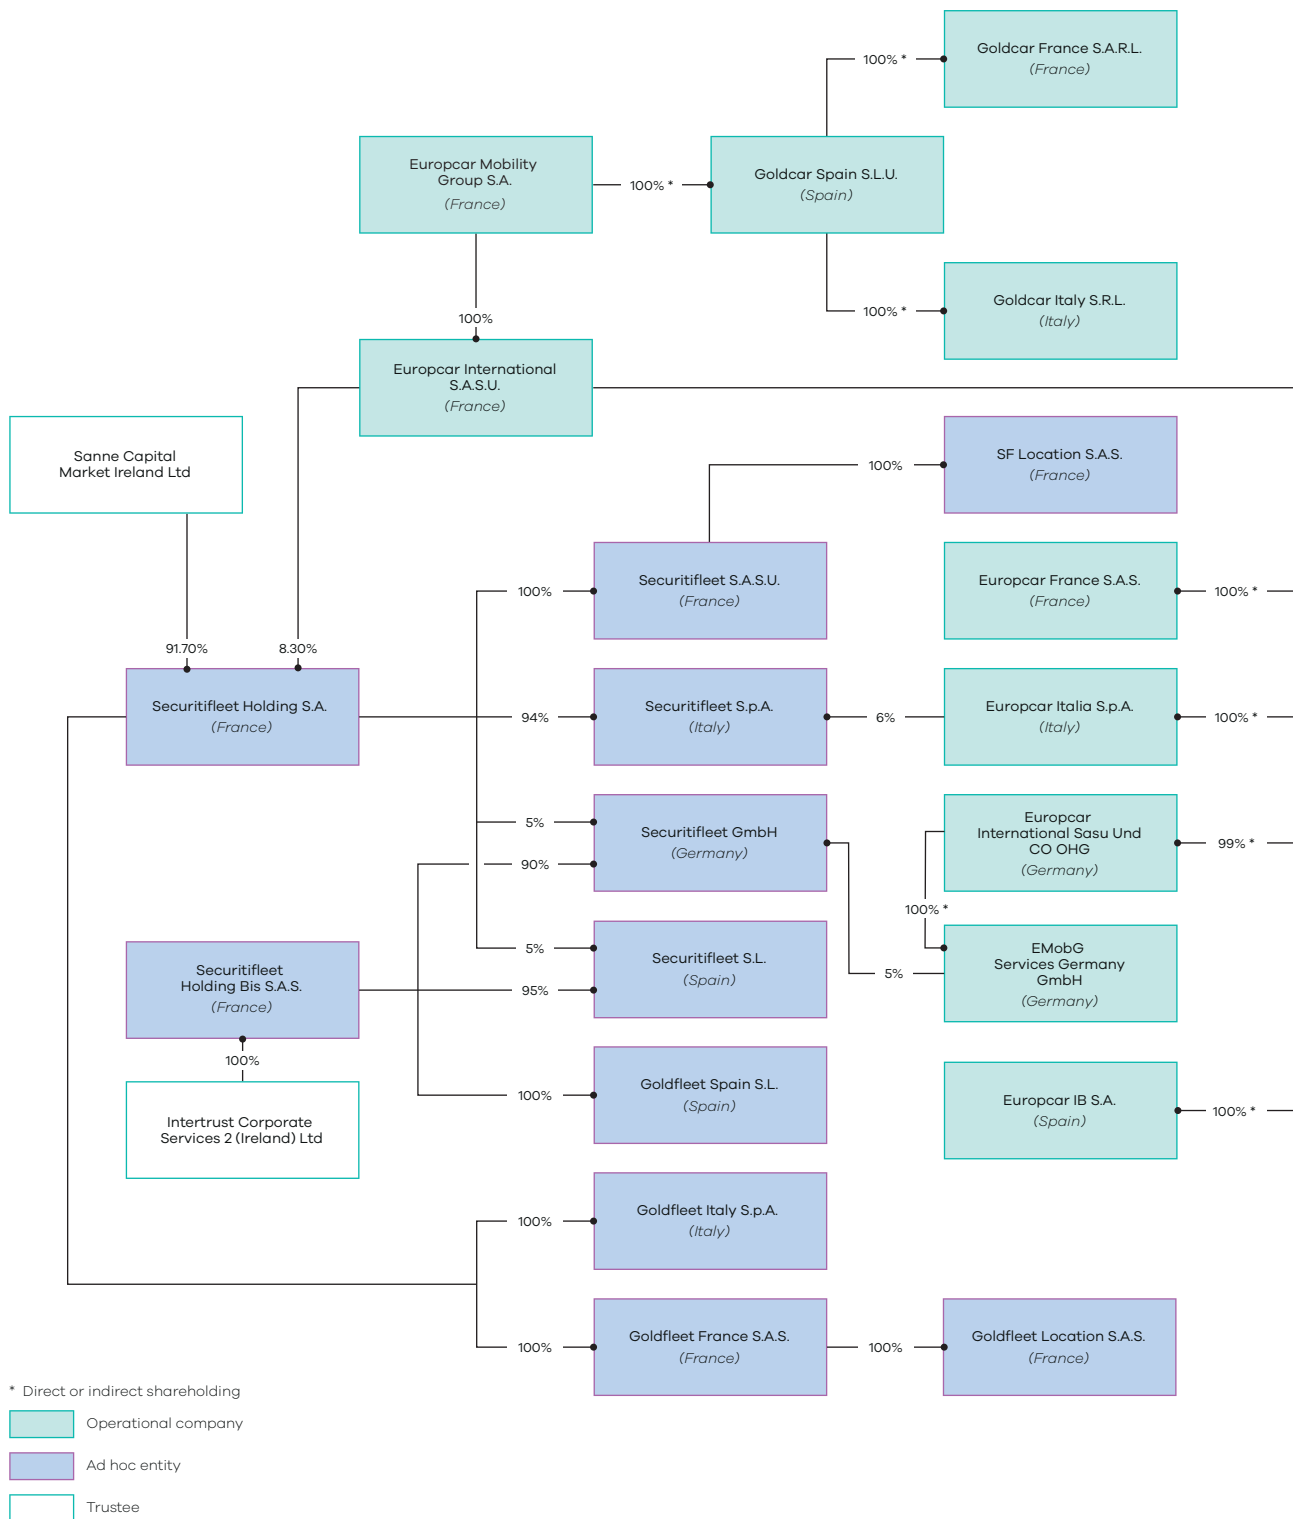 Goldcar France S.A.R.L.
(France)
100% *
Europcar Mobility
Group S.A.
(France)
100% *
Goldcar Spain S.L.U.
(Spain)
100% *
Goldcar Italy S.R.L.
(Italy)
100%
Europcar International
S.A.S.U.
(France)
Sanne Capital
Market Ireland Ltd
100%
SF Location S.A.S.
(France)
100%
Securitifleet S.A.S.U.
(France)
Europcar France S.A.S.
(France)
100% *
91.70%
8.30%
Securitifleet Holding S.A.
(France)
94%
Securitifleet S.p.A.
(Italy)
6%
Europcar Italia S.p.A.
(Italy)
100% *
5%
90%
Securitifleet GmbH
(Germany)
Europcar
International Sasu Und
CO OHG
(Germany)
99% *
100% *
Securitifleet
Holding Bis S.A.S.
(France)
5%
95%
Securitifleet S.L.
(Spain)
5%
EMobG
Services Germany
GmbH
(Germany)
100%
Intertrust Corporate
Services 2 (Ireland) Ltd
100%
Goldfleet Spain S.L.
(Spain)
Europcar IB S.A.
(Spain)
100% *
100%
Goldfleet Italy S.p.A.
(Italy)
100%
Goldfleet France S.A.S.
(France)
100%
Goldfleet Location S.A.S.
(France)
* Direct or indirect shareholding
Operational company
Ad hoc entity
Trustee